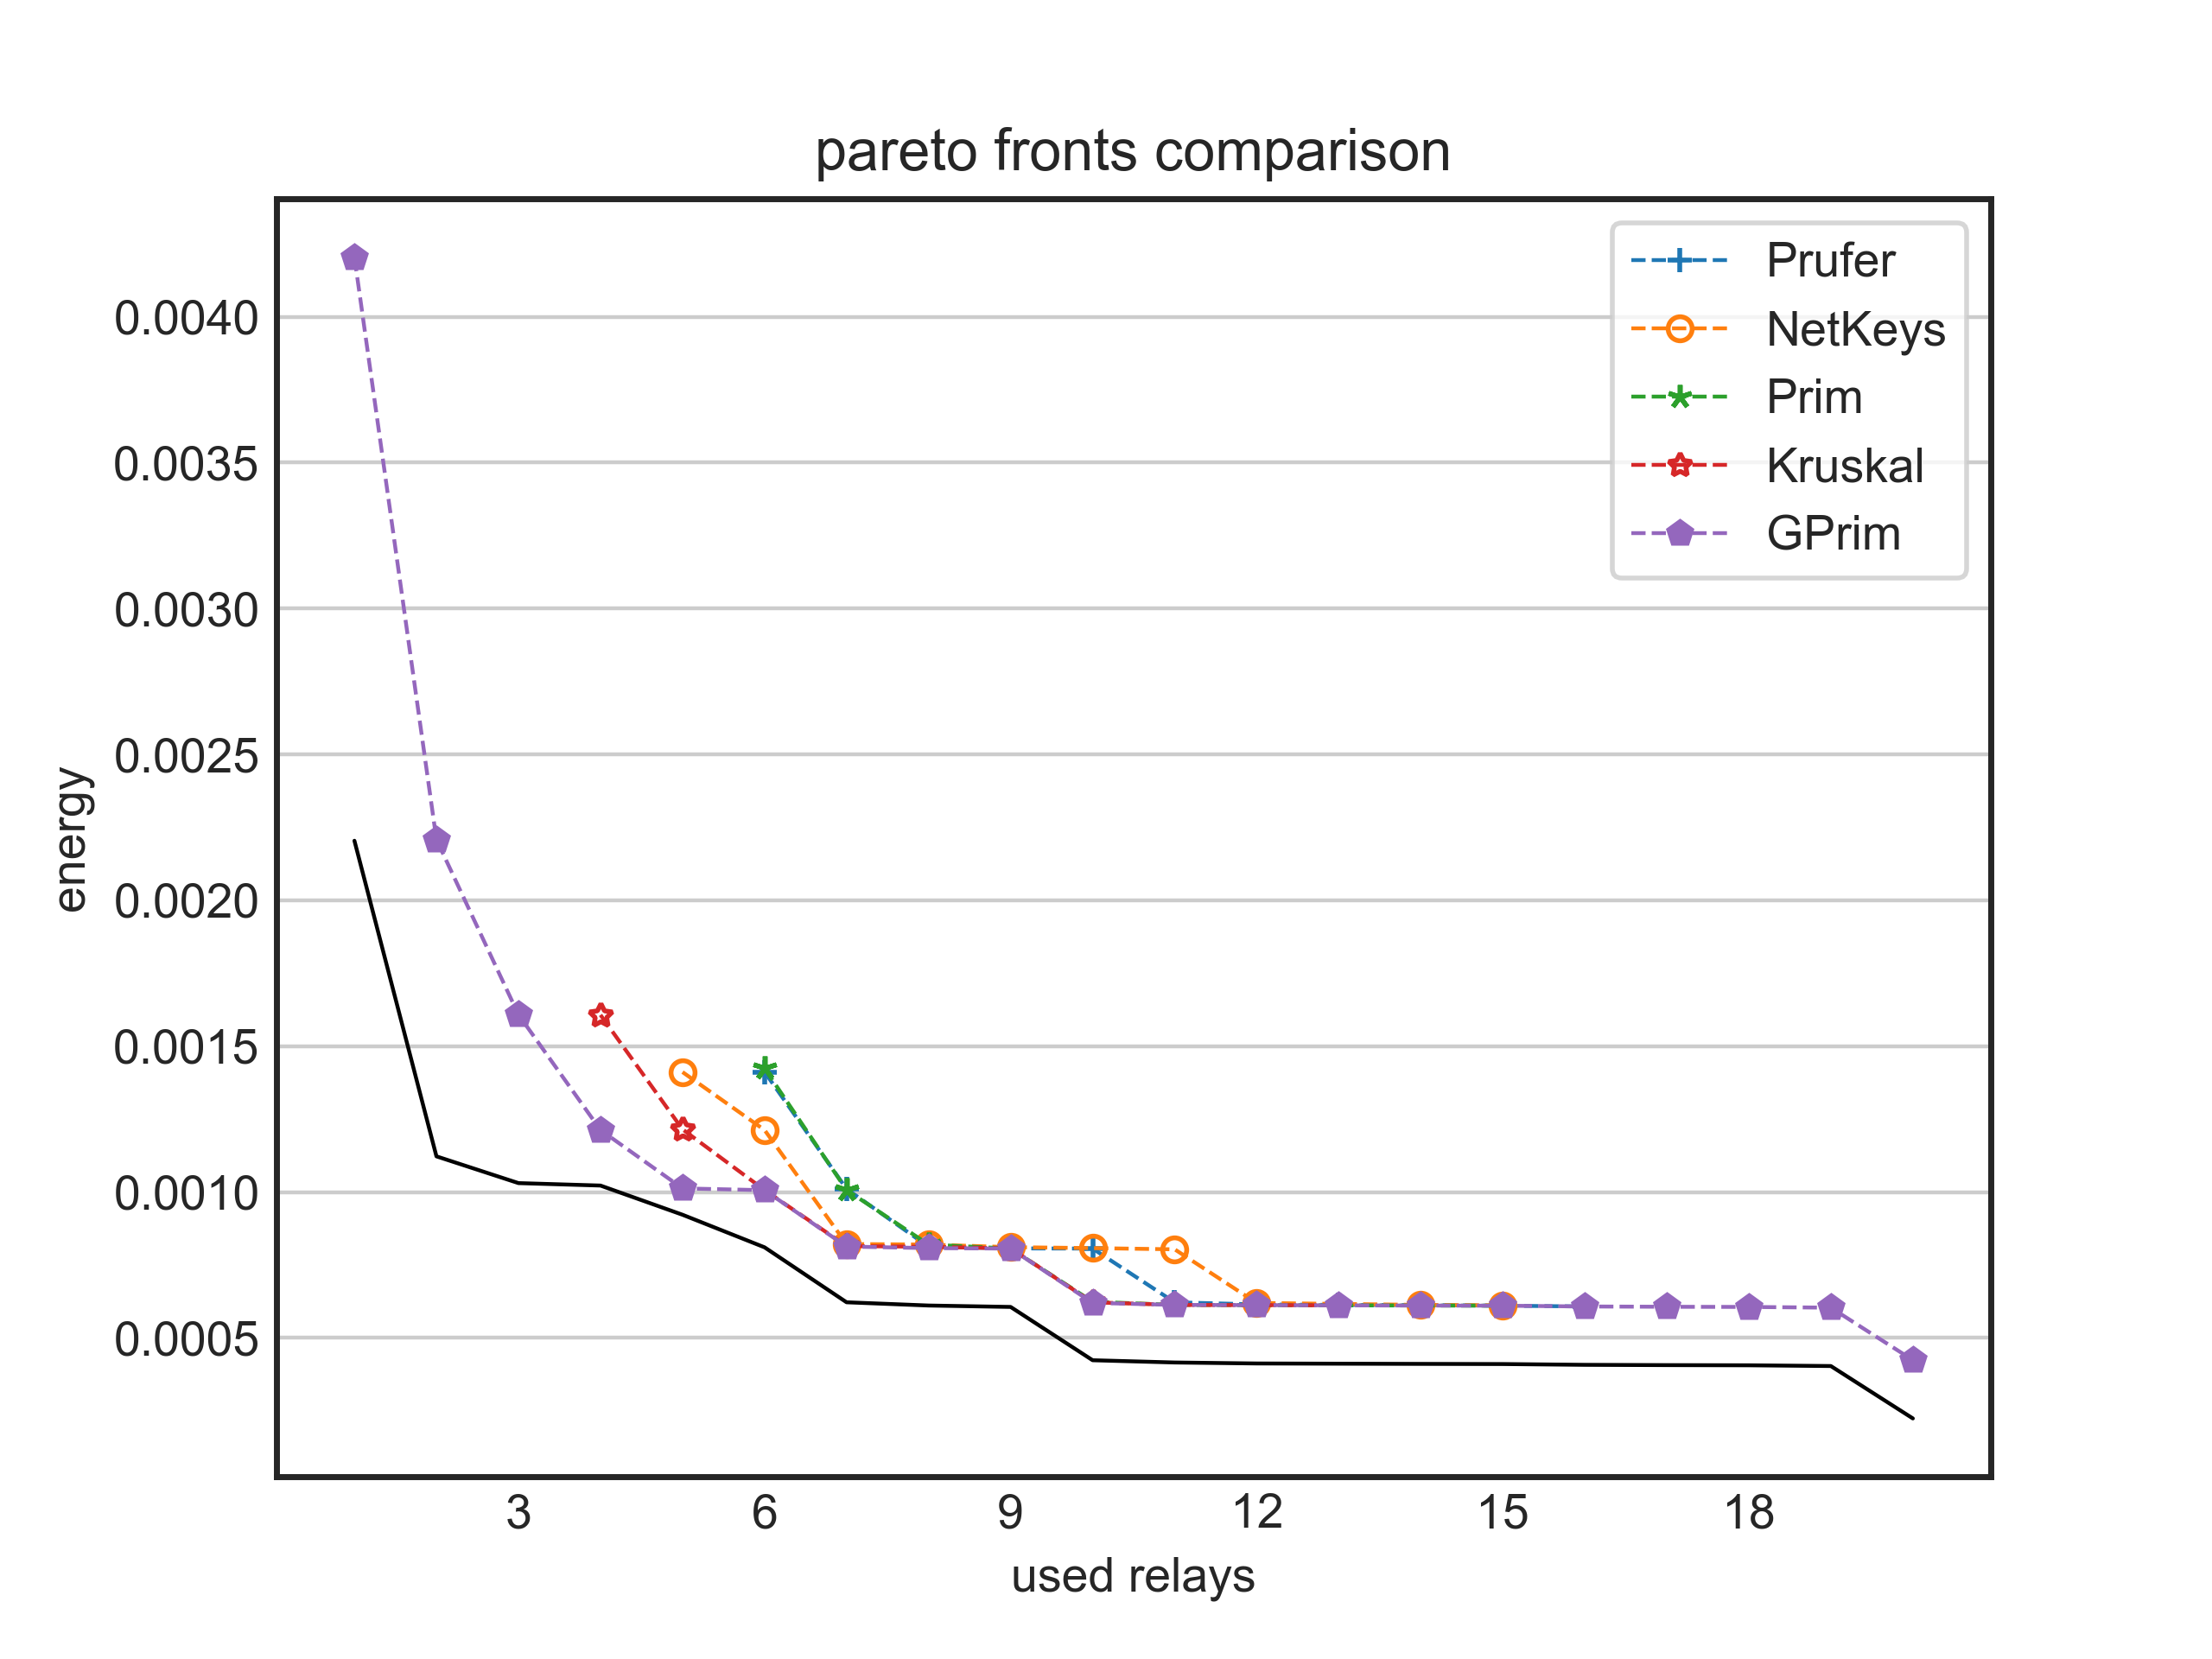 pareto fronts comparison
Prufer
NetKeys
Prim
Kruskal
GPrim
0.0040
0.0035
0.0030
0.0025
0.0020
0.0015
0.0010
0.0005
energy
3 6 9 12 15 18
used relays